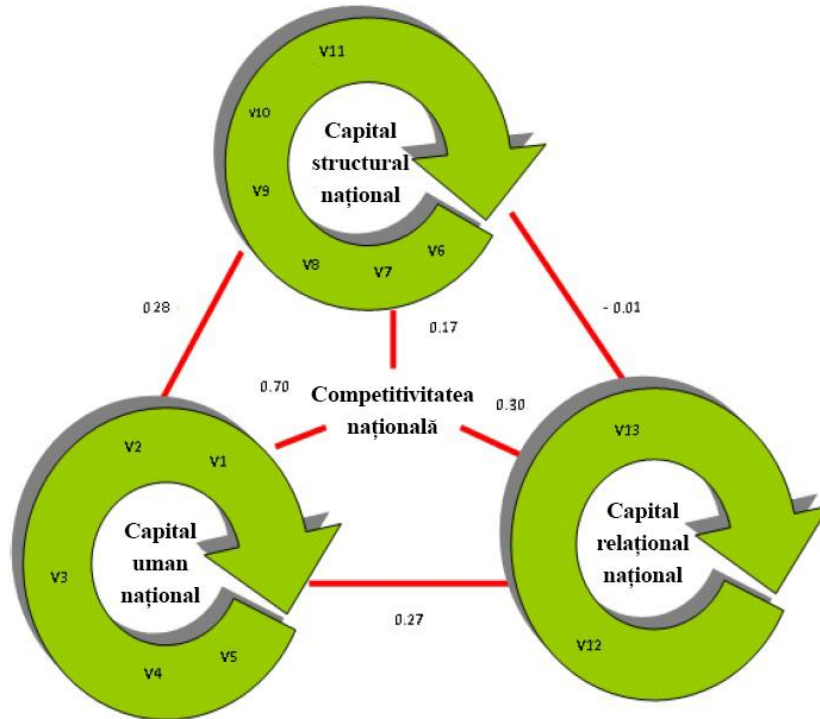 V11
V10
Capital
structural
național
V9
V8
V7
V6
0.28
- 0.01
0.17
0.70
Competitivitatea
națională
0.30
V2
V1
V13
Capital
uman
național
Capital
relațional
național
V3
V4
V5
0.27
V12